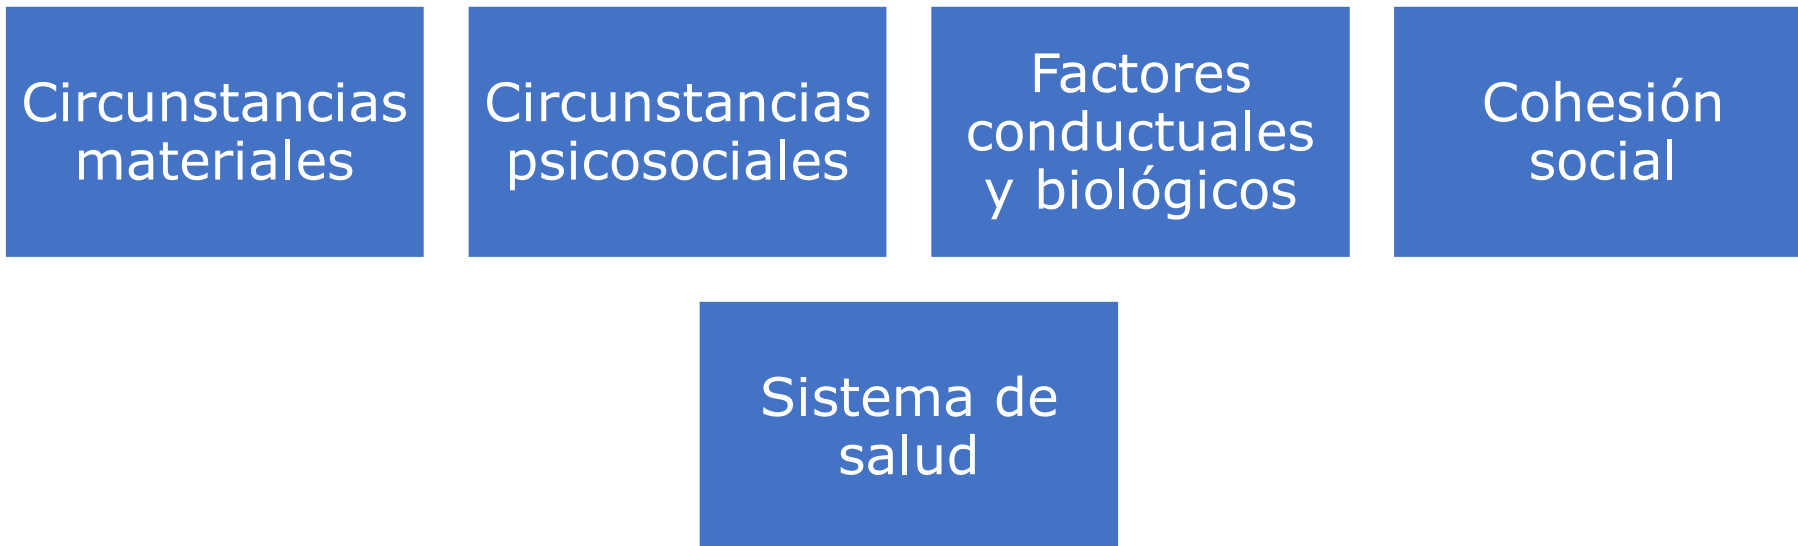 Circunstancias
materiales
Circunstancias
psicosociales
Factores
conductuales
y biológicos
Cohesión
social
Sistema de
salud